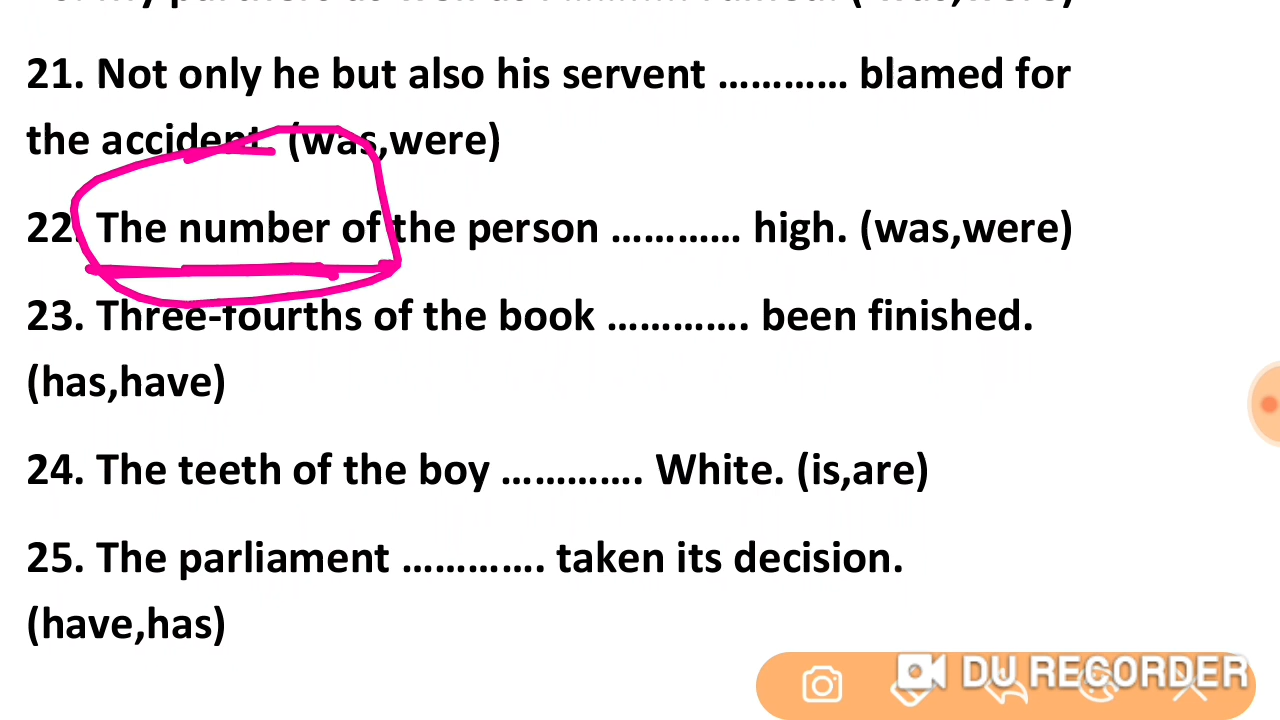 21. Not only he but also his servent ………… blamed for
the accident. (was,were)
22. The number of the person ………… high. (was,were)
23. Three-fourths of the book …………. been finished.
(has,have)
24. The teeth of the boy …………. White. (is,are)
25. The parliament …………. taken its decision.
(have,has)
DU RECORDER